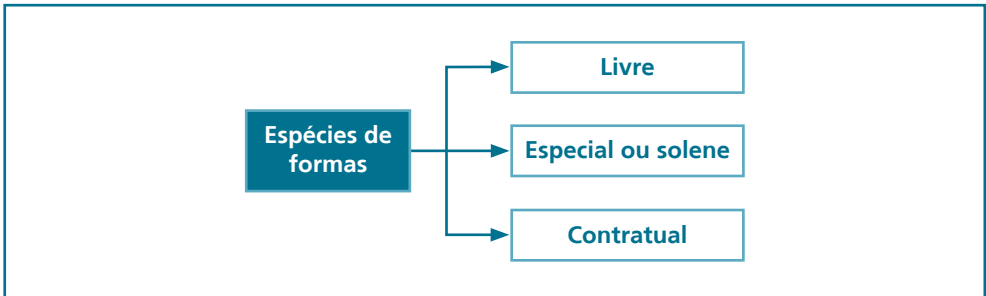 Espécies de
formas
Livre
Especial ou solene
Contratual